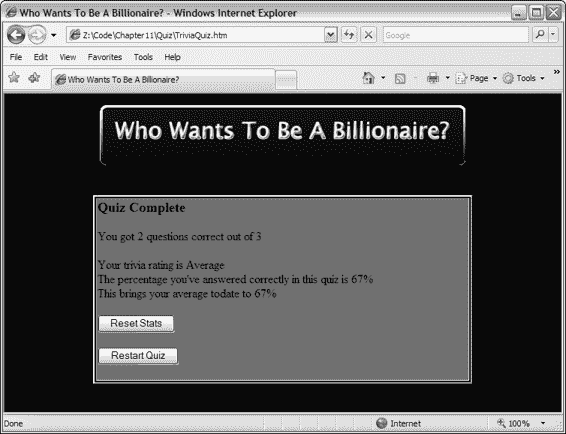 Who Wants To Be A Billionaire? - Windows Internet Explorer
Z:\Code\Chapter11\Quiz\TriviaQuiz.htm
Google
File Edit View Favorites Tools Help
Who Wants To Be A Billionaire?
Page Tools »
Who Wants To Be A Billionaire?
Quiz Complete
You got 2 questions correct out of 3
Your trivia rating is Average
The percentage you've answered correctly in this quiz is 67%
This brings your average todate to 67%
Reset Stats
Restart Quiz
Done
Internet
100%